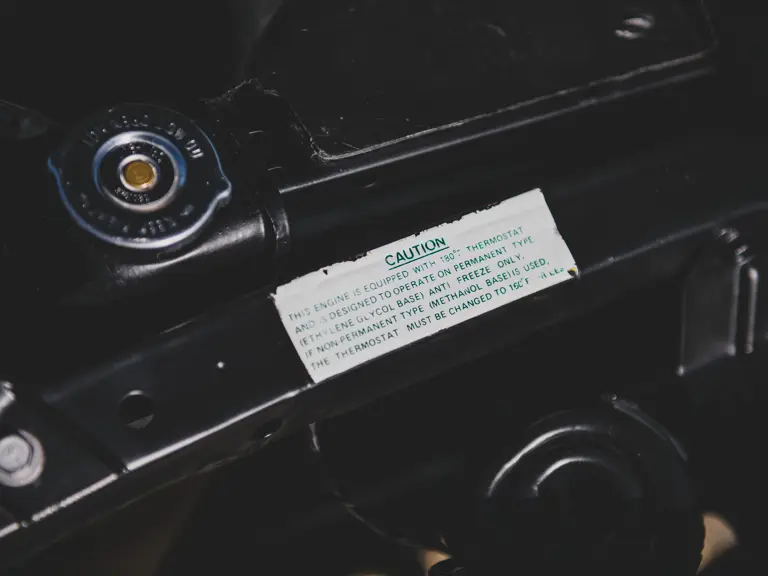 CAUTION
THIS ENGINE IS EQUIPPED WITH 180° THERMOSTAT
AND IS DESIGNED TO OPERATE ON PERMANENT TYPE
(ETHYLENE GLYCOL BASE) ANTI FREEZE ONLY.
IF NON-PERMANENT TYPE (METHANOL BASE) IS USED,
THE THERMOSTAT MUST BE CHANGED TO 160°F